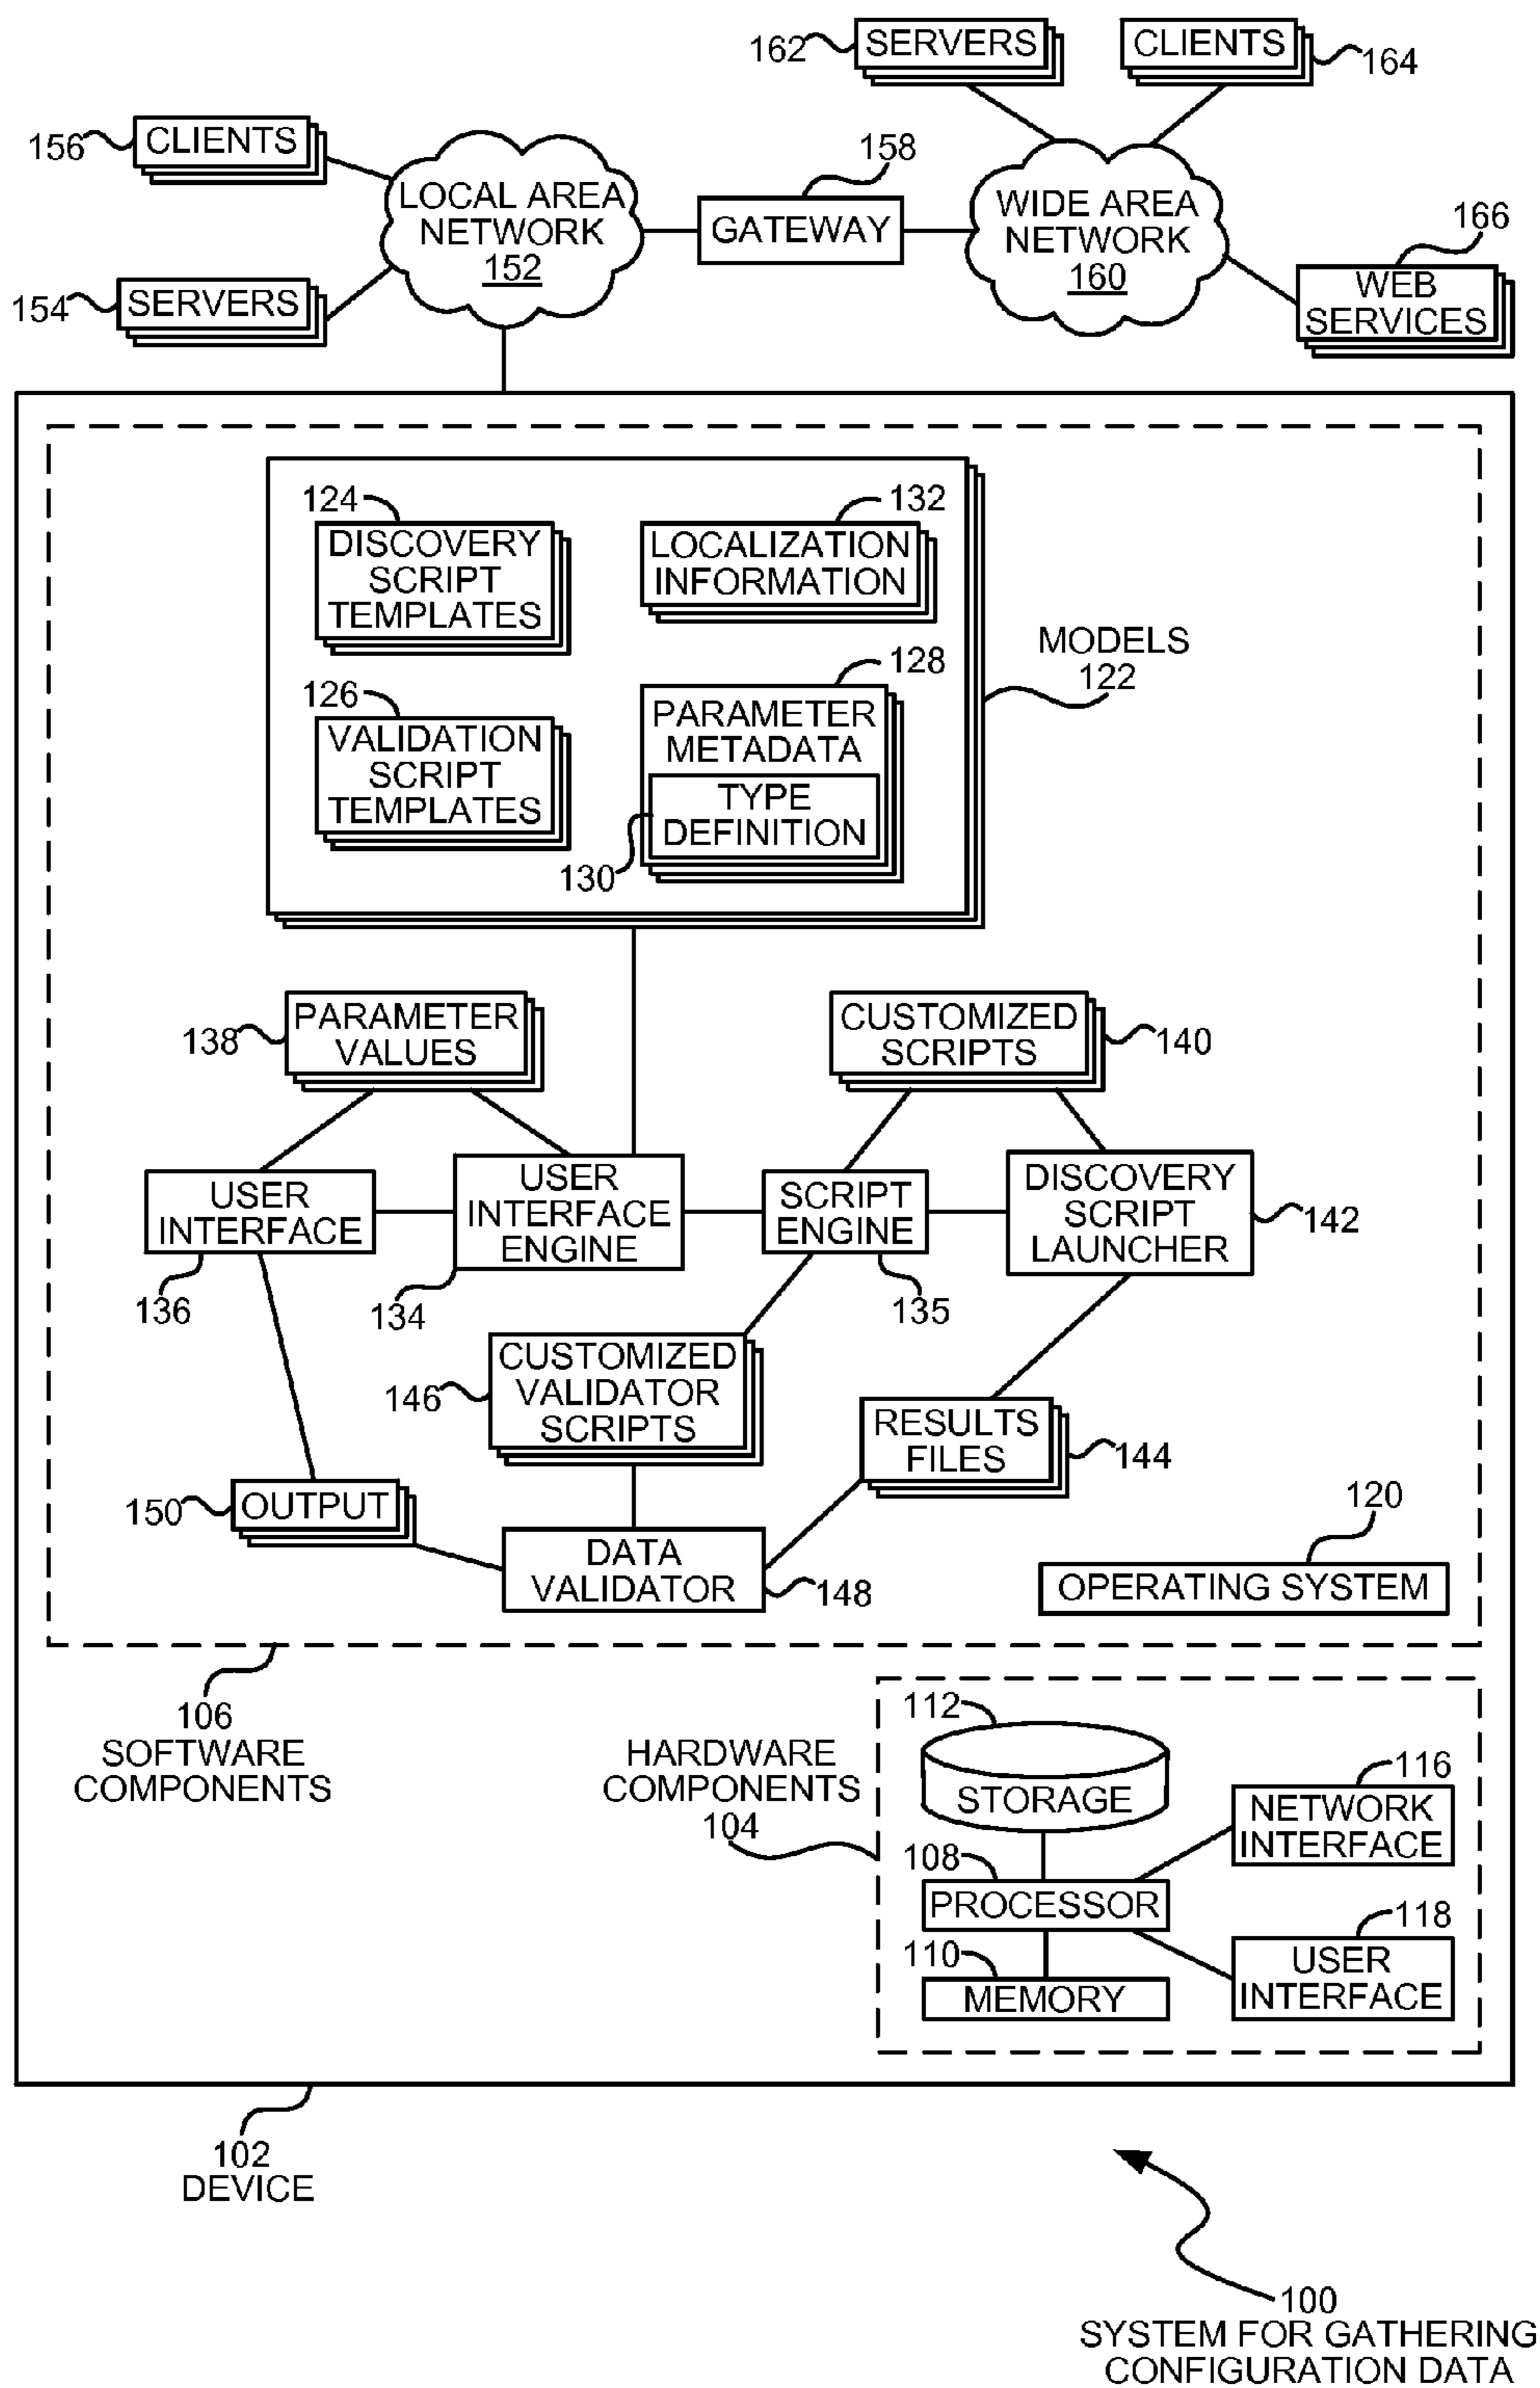 162
SERVERS
CLIENTS
164
156
CLIENTS
LOCAL AREA
NETWORK
152
158
GATEWAY
WIDE AREA
NETWORK
160
166
WEB
SERVICES
154
SERVERS
124
DISCOVERY
SCRIPT
TEMPLATES
132
LOCALIZATION
INFORMATION
MODELS
122
126
VALIDATION
SCRIPT
TEMPLATES
128
PARAMETER
METADATA
TYPE
DEFINITION
130
138
PARAMETER
VALUES
CUSTOMIZED
SCRIPTS
140
USER
INTERFACE
136
USER
INTERFACE
ENGINE
134
SCRIPT
ENGINE
135
DISCOVERY
SCRIPT
LAUNCHER
142
146
CUSTOMIZED
VALIDATOR
SCRIPTS
RESULTS
FILES
144
150
OUTPUT
DATA
VALIDATOR
148
120
OPERATING SYSTEM
106
SOFTWARE
COMPONENTS
HARDWARE
COMPONENTS
104
112
STORAGE
116
NETWORK
INTERFACE
108
PROCESSOR
118
USER
INTERFACE
110
MEMORY
102
DEVICE
100
SYSTEM FOR GATHERING
CONFIGURATION DATA